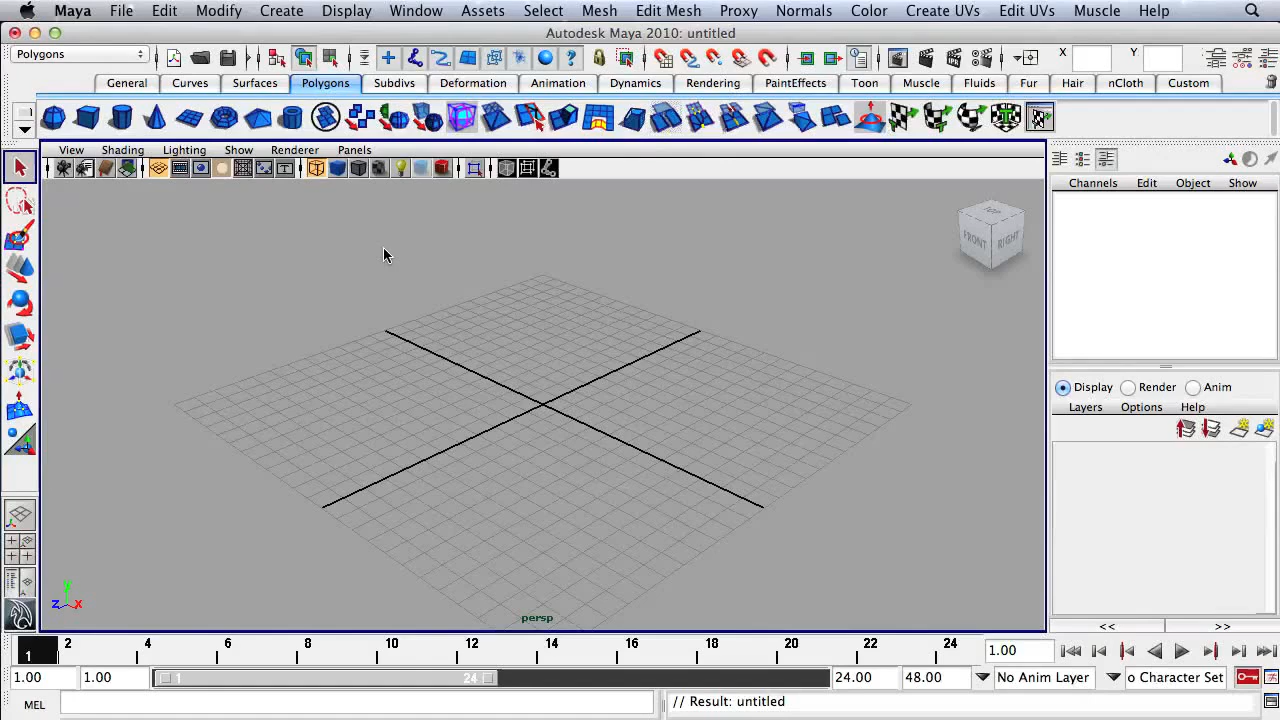 Maya File Edit Modify Create Display Window Assets Select Mesh Edit Mesh Proxy Normals Color Create UVs Edit UVs Muscle Help
Autodesk Maya 2010: untitled
Polygons X Y
General Curves Surfaces Polygons Subdivs Deformation Animation Dynamics Rendering PaintEffects Toon Muscle Fluids Fur Hair nCloth Custom
View Shading Lighting Show Renderer Panels
Channels Edit Object Show
TOP
FRONT RIGHT
Display Render Anim
Layers Options Help
y
z x
persp
<< >>
1 2 4 6 8 10 12 14 16 18 20 22 24 1.00
1.00 1.00 1 24 24.00 48.00 No Anim Layer o Character Set
MEL // Result: untitled